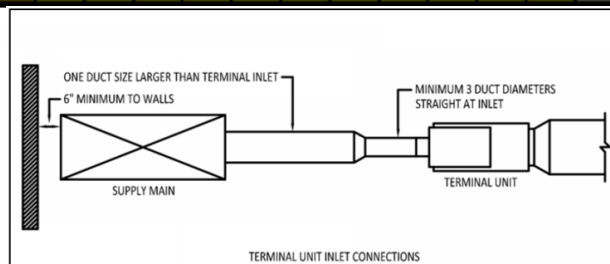 ONE DUCT SIZE LARGER THAN TERMINAL INLET
6" MINIMUM TO WALLS
MINIMUM 3 DUCT DIAMETERS
STRAIGHT AT INLET
SUPPLY MAIN
TERMINAL UNIT
TERMINAL UNIT INLET CONNECTIONS